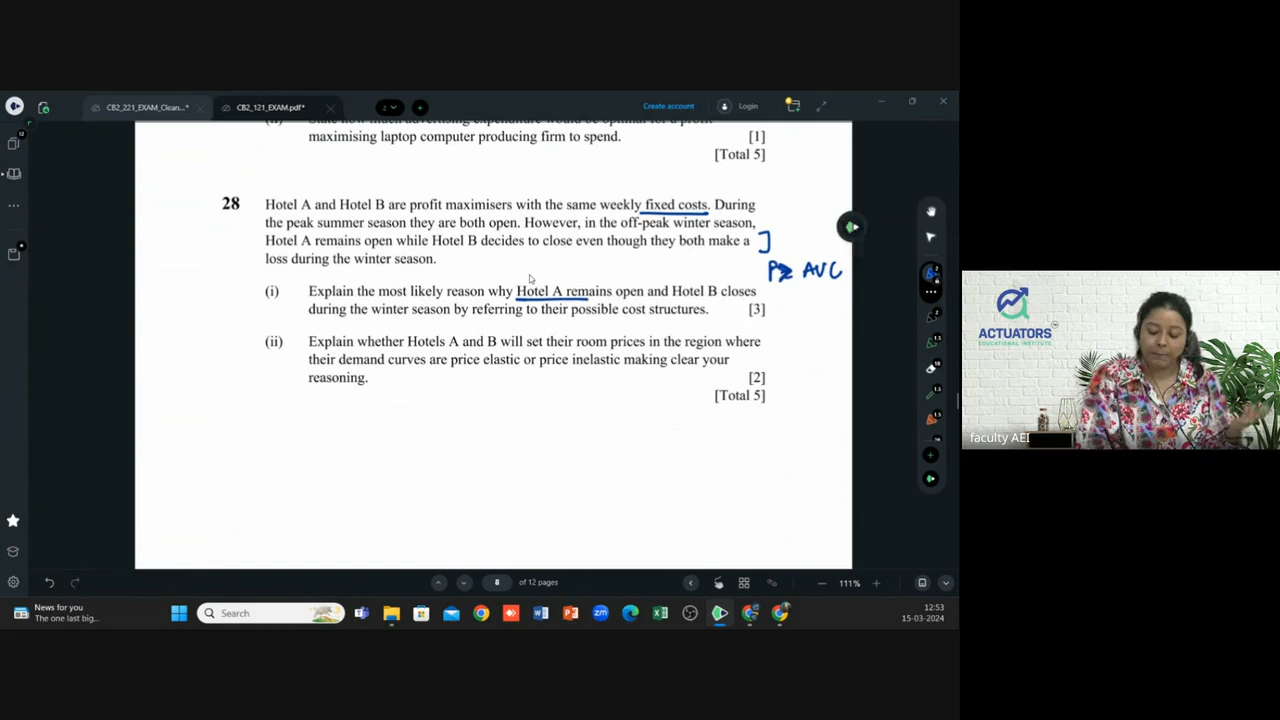 CB2_221_EXAM_Clean...*
CB2_121_EXAM.pdf*
2
Create account
Login
maximising laptop computer producing firm to spend. [1]
[Total 5]
28 Hotel A and Hotel B are profit maximisers with the same weekly fixed costs. During
the peak summer season they are both open. However, in the off-peak winter season,
Hotel A remains open while Hotel B decides to close even though they both make a
loss during the winter season.
P≥ AVC
(i) Explain the most likely reason why Hotel A remains open and Hotel B closes
during the winter season by referring to their possible cost structures. [3]
(ii) Explain whether Hotels A and B will set their room prices in the region where
their demand curves are price elastic or price inelastic making clear your
reasoning. [2]
[Total 5]
8 of 12 pages
111%
News for you
The one last big...
Search
12:53
15-03-2024
ACTUATORS
EDUCATIONAL INSTITUTE
faculty AEI